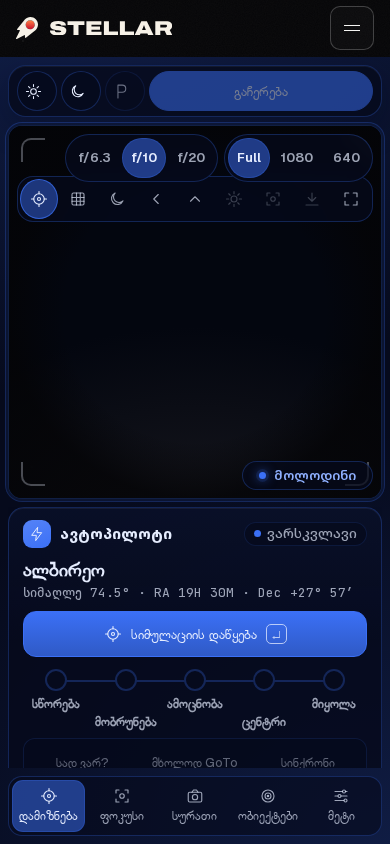 STELLAR
P გაჩერება
f/6.3 f/10 f/20 Full 1080 640
მოლოდინი
ავტოპილოტი ვარსკვლავი
ალბირეო
სიმაღლე 74.5° · RA 19H 30M · Dec +27° 57′
სიმულაციის დაწყება
სწორება ამოცნობა მიყოლა
მობრუნება ცენტრი
სად ვარ? მხოლოდ GoTo სინქრონი
დამიზნება ფოკუსი სურათი ობიექტები მეტი